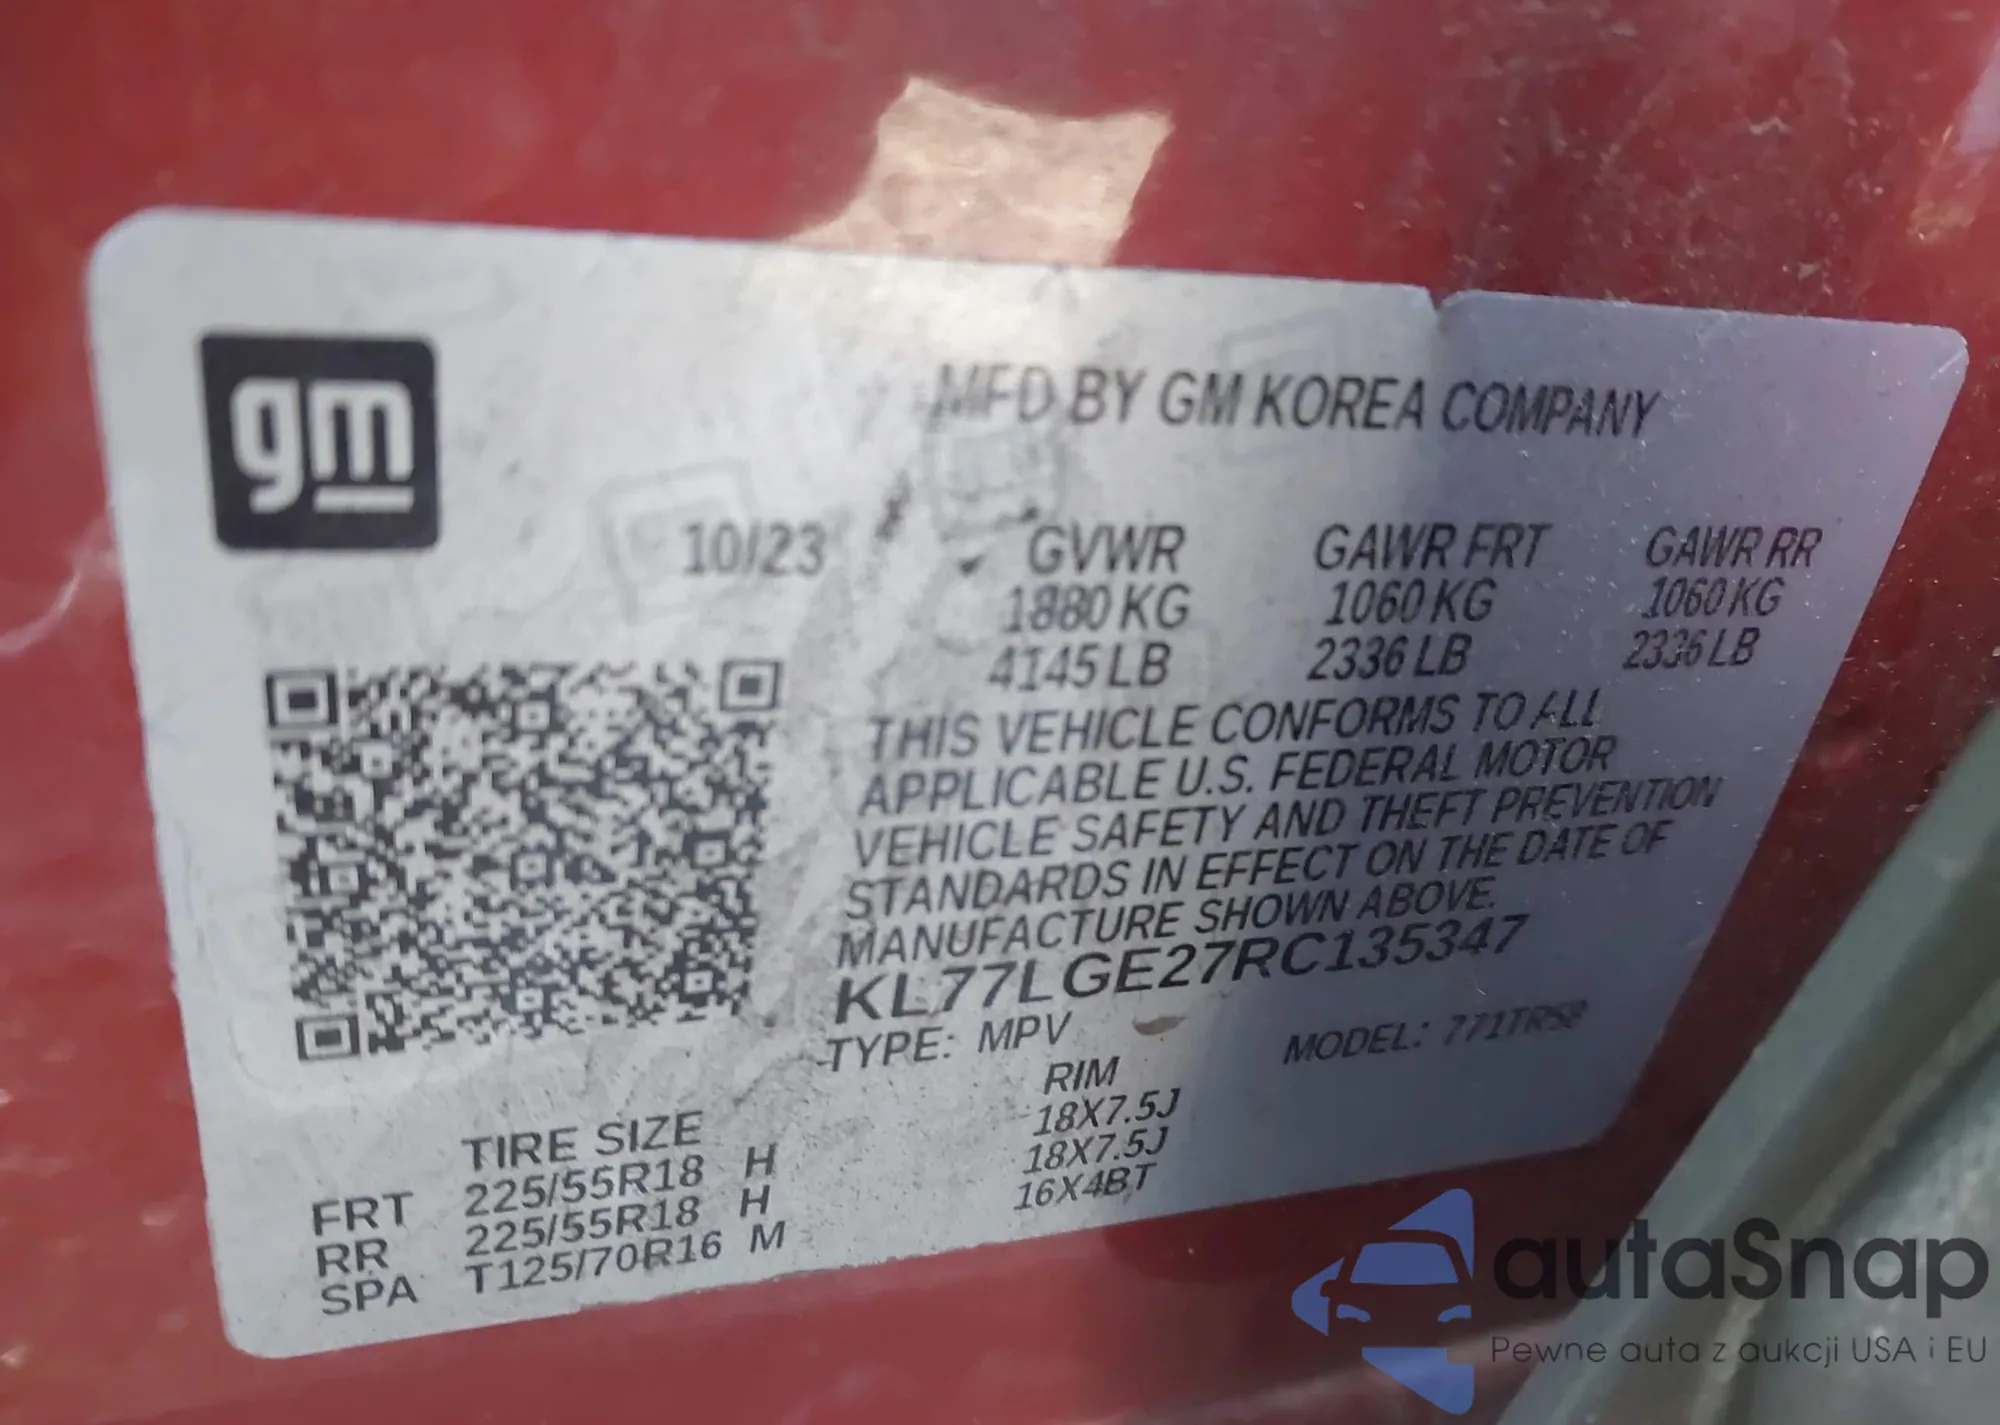 gm
MFD BY GM KOREA COMPANY
10/23
GVWR GAWR FRT GAWR RR
1880 KG 1060 KG 1060 KG
4145 LB 2336 LB 2336 LB
THIS VEHICLE CONFORMS TO ALL
APPLICABLE U.S. FEDERAL MOTOR
VEHICLE SAFETY AND THEFT PREVENTION
STANDARDS IN EFFECT ON THE DATE OF
MANUFACTURE SHOWN ABOVE.
KL77LGE27RC135347
TYPE: MPV MODEL:
TIRE SIZE RIM
FRT 225/55R18 H 18X7.5J
RR 225/55R18 H 18X7.5J
SPA T125/70R16 M 16X4BT
autaSnap
Pewne auta z aukcji USA i EU